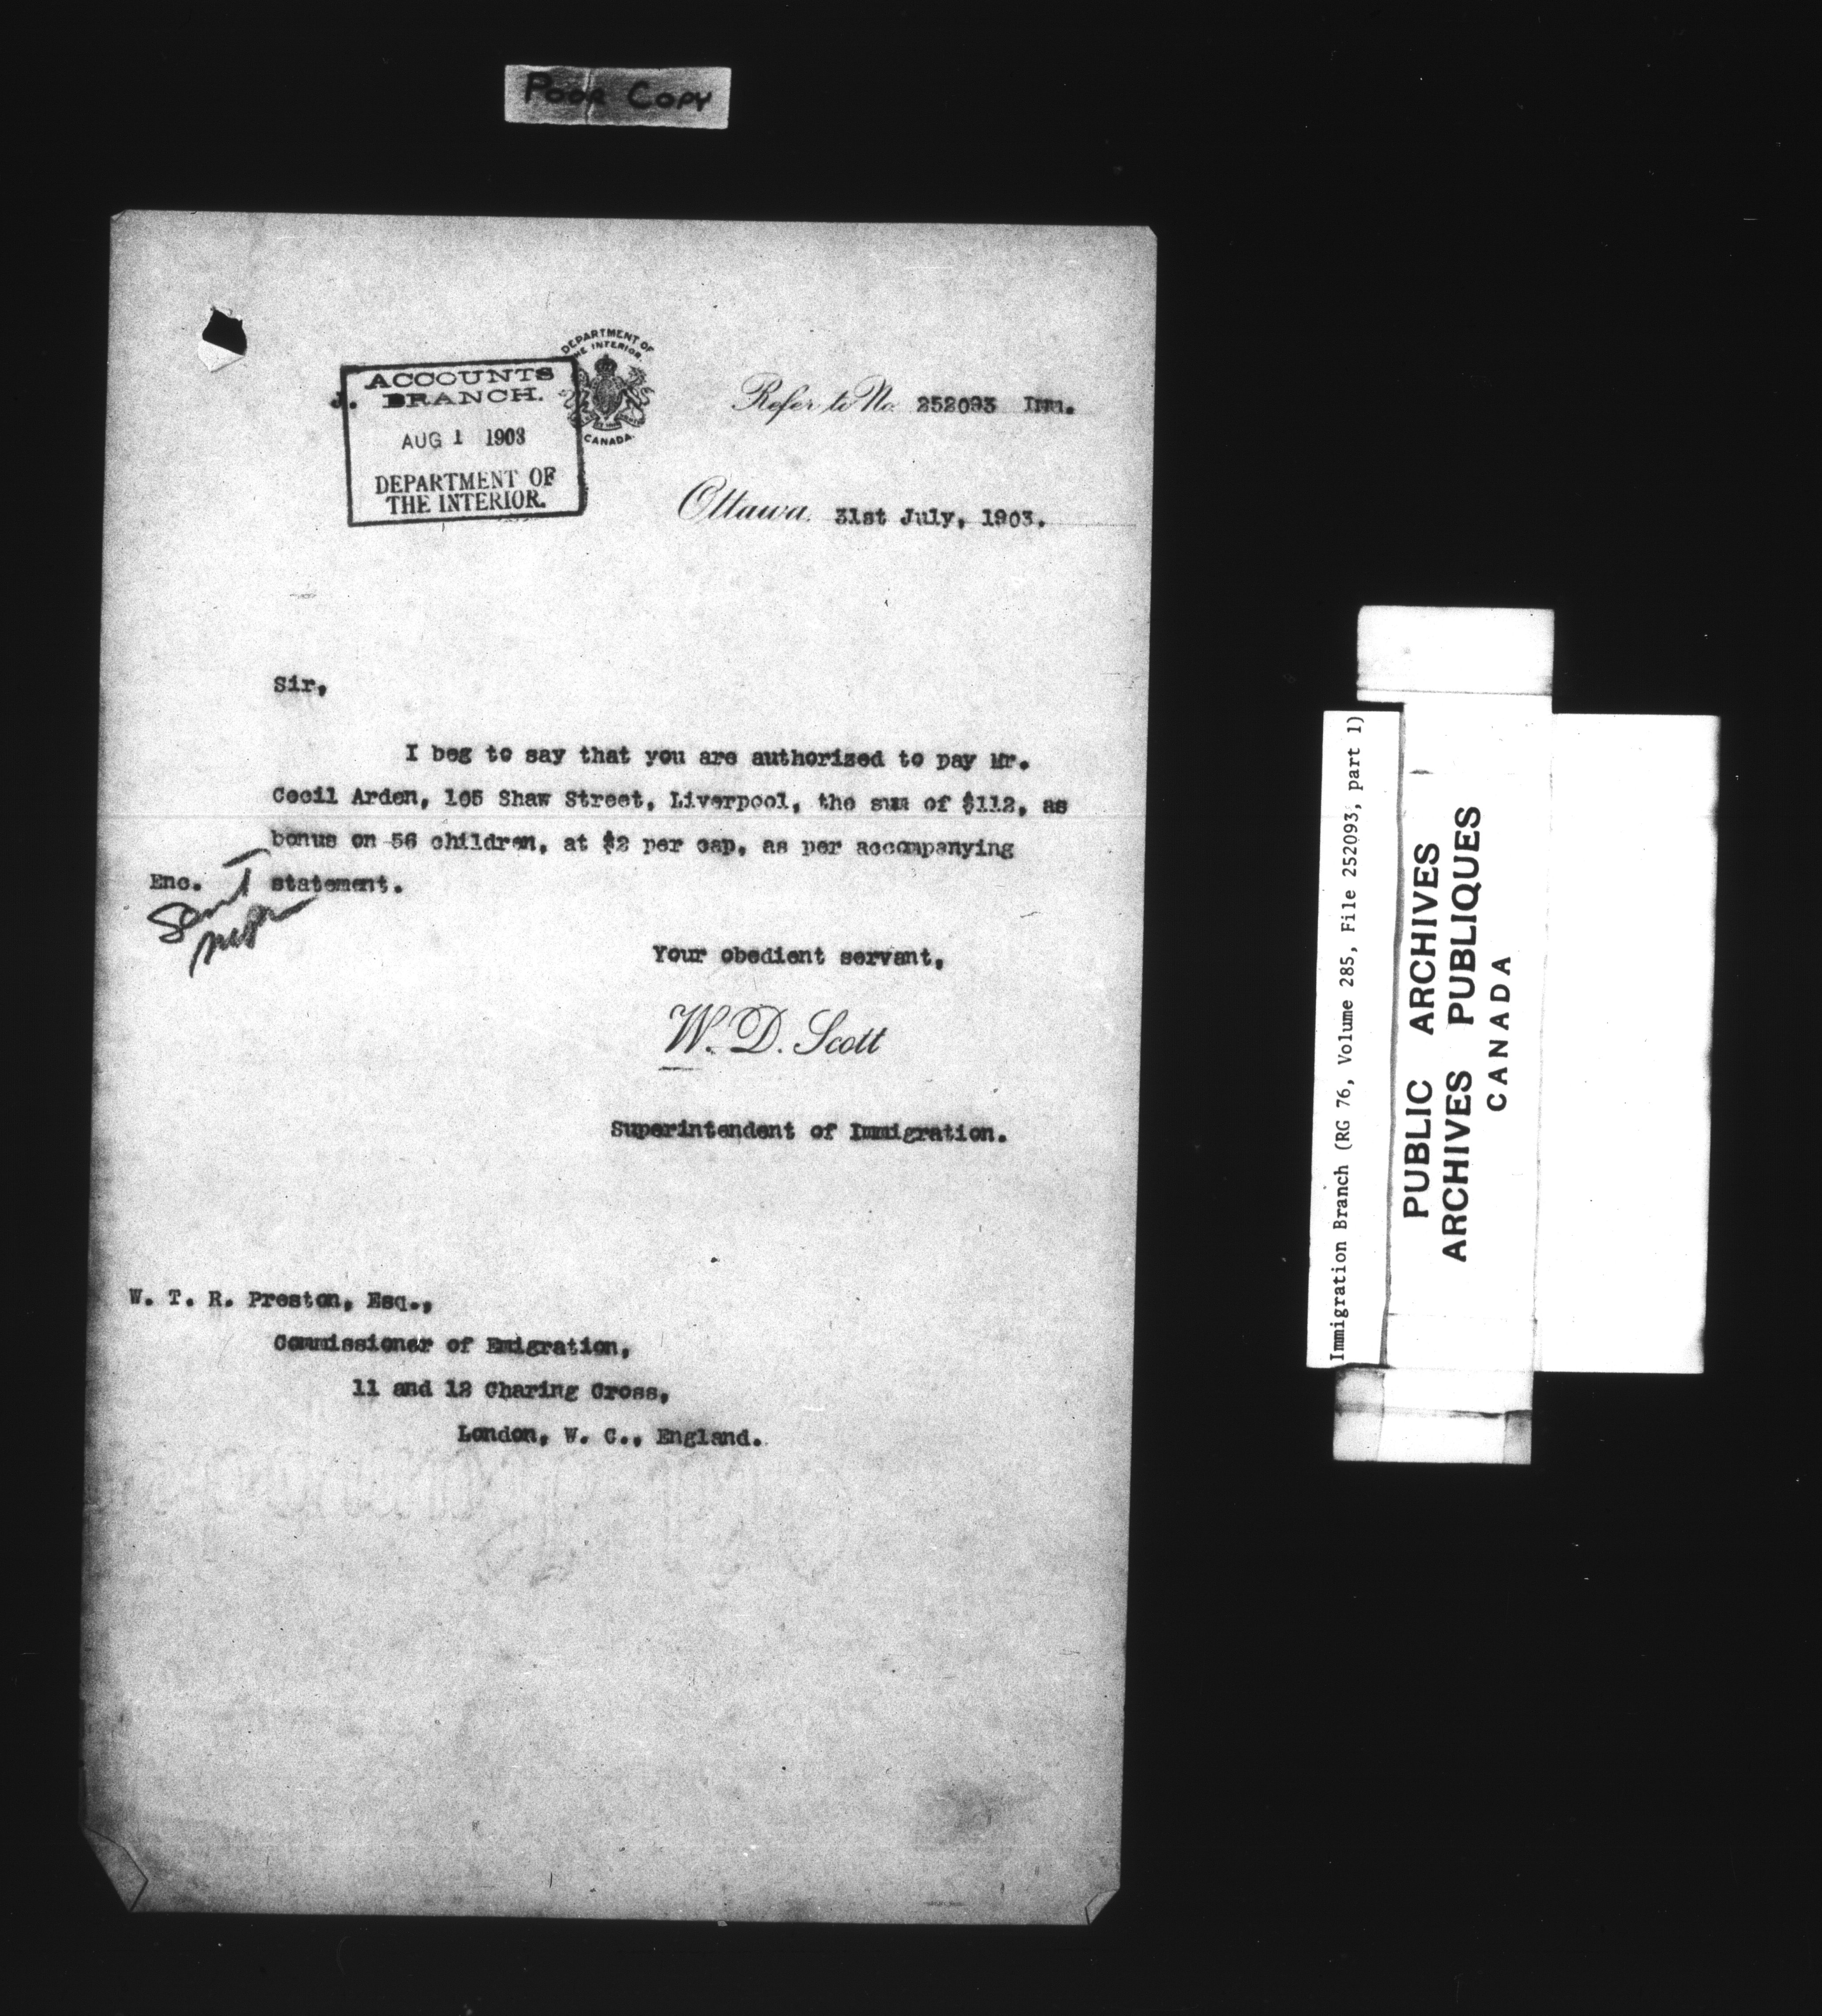 POOR COPY
DEPARTMENT OF
THE INTERIOR.
CANADA.
ACCOUNTS
J. BRANCH.
AUG 1 1903
DEPARTMENT OF
THE INTERIOR.
Refer to No. 252093 Imm.
Ottawa. 31st July, 1903.
Sir,
I beg to say that you are authorized to pay Mr.
Cecil Arden, 105 Shaw Street, Liverpool, the sum of $112, as
bonus on 56 children, at $2 per cap, as per accompanying
Enc. statement.
Sent
Your obedient servant,
W. D. Scott
Superintendent of Immigration.
W. T. R. Preston, Esq.,
Commissioner of Emigration,
11 and 12 Charing Cross,
London, W. C., England.
Immigration Branch (RG 76, Volume 285, File 252093, part 1)
PUBLIC ARCHIVES
ARCHIVES PUBLIQUES
CANADA